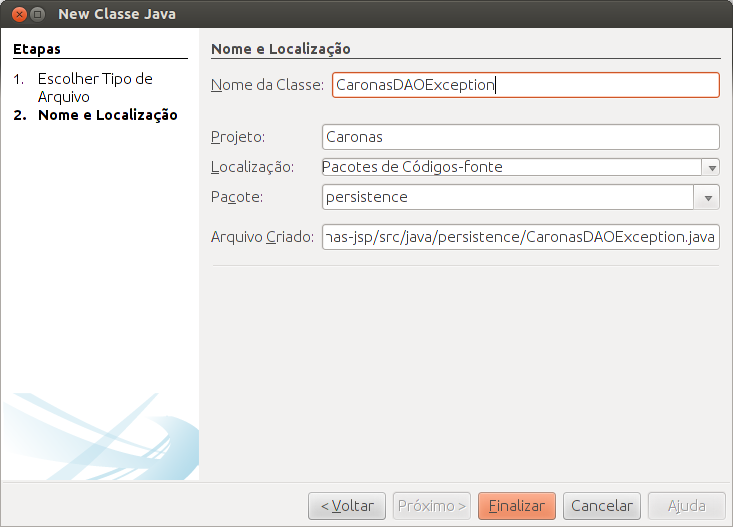 New Classe Java
Etapas
1. Escolher Tipo de
Arquivo
2. Nome e Localização
Nome e Localização
Nome da Classe: CaronasDAOException
Projeto: Caronas
Localização: Pacotes de Códigos-fonte
Pacote: persistence
Arquivo Criado: nas-jsp/src/java/persistence/CaronasDAOException.java
< Voltar Próximo > Finalizar Cancelar Ajuda